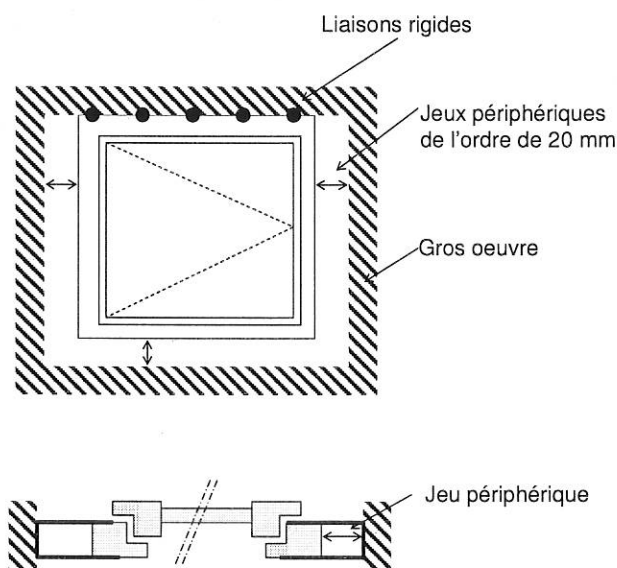 Liaisons rigides
Jeux périphériques
de l'ordre de 20 mm
Gros oeuvre
Jeu périphérique